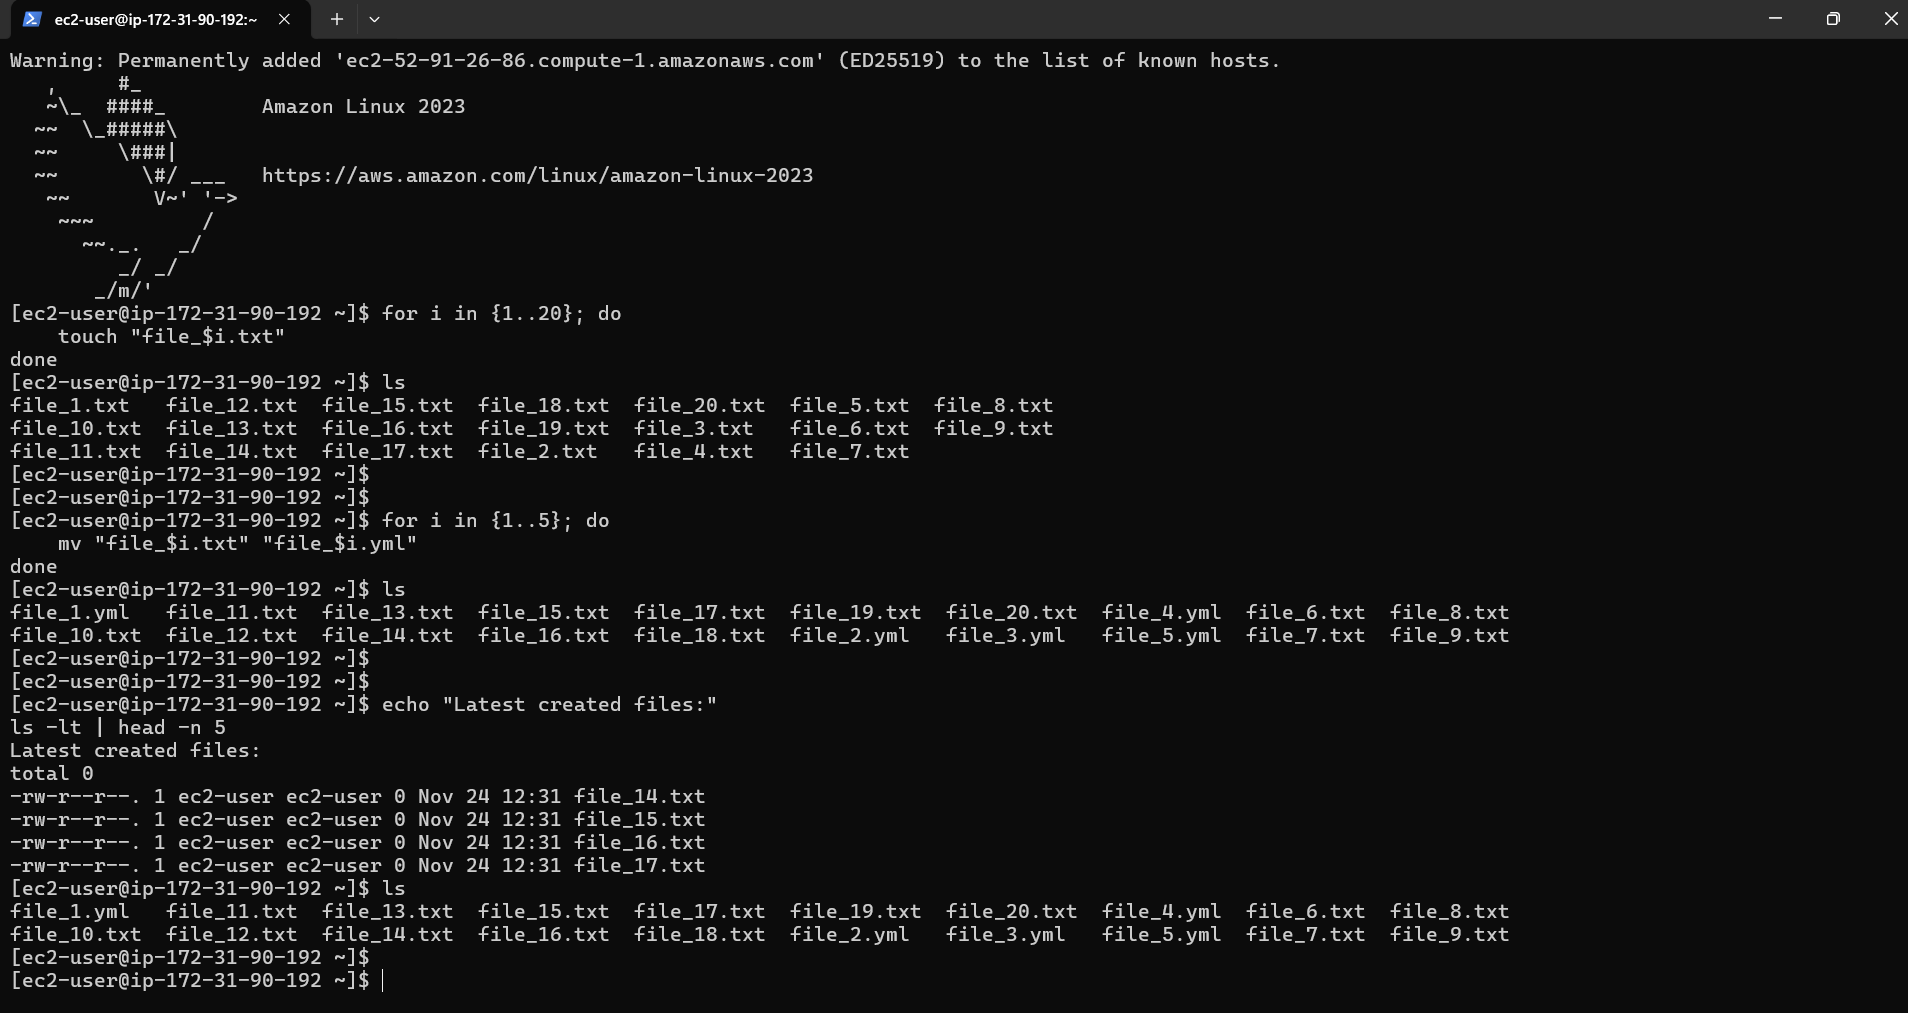 ec2-user@ip-172-31-90-192:~
Warning: Permanently added 'ec2-52-91-26-86.compute-1.amazonaws.com' (ED25519) to the list of known hosts.
   ,     #_
   ~\_  ####_        Amazon Linux 2023
  ~~  \_#####\
  ~~     \###|
  ~~       \#/ ___   https://aws.amazon.com/linux/amazon-linux-2023
   ~~       V~' '->
    ~~~         /
      ~~._.   _/
         _/ _/
       _/m/'
[ec2-user@ip-172-31-90-192 ~]$ for i in {1..20}; do
    touch "file_$i.txt"
done
[ec2-user@ip-172-31-90-192 ~]$ ls
file_1.txt   file_12.txt  file_15.txt  file_18.txt  file_20.txt  file_5.txt  file_8.txt
file_10.txt  file_13.txt  file_16.txt  file_19.txt  file_3.txt   file_6.txt  file_9.txt
file_11.txt  file_14.txt  file_17.txt  file_2.txt   file_4.txt   file_7.txt
[ec2-user@ip-172-31-90-192 ~]$
[ec2-user@ip-172-31-90-192 ~]$
[ec2-user@ip-172-31-90-192 ~]$ for i in {1..5}; do
    mv "file_$i.txt" "file_$i.yml"
done
[ec2-user@ip-172-31-90-192 ~]$ ls
file_1.yml   file_11.txt  file_13.txt  file_15.txt  file_17.txt  file_19.txt  file_20.txt  file_4.yml  file_6.txt  file_8.txt
file_10.txt  file_12.txt  file_14.txt  file_16.txt  file_18.txt  file_2.yml   file_3.yml   file_5.yml  file_7.txt  file_9.txt
[ec2-user@ip-172-31-90-192 ~]$
[ec2-user@ip-172-31-90-192 ~]$
[ec2-user@ip-172-31-90-192 ~]$ echo "Latest created files:"
ls -lt | head -n 5
Latest created files:
total 0
-rw-r--r--. 1 ec2-user ec2-user 0 Nov 24 12:31 file_14.txt
-rw-r--r--. 1 ec2-user ec2-user 0 Nov 24 12:31 file_15.txt
-rw-r--r--. 1 ec2-user ec2-user 0 Nov 24 12:31 file_16.txt
-rw-r--r--. 1 ec2-user ec2-user 0 Nov 24 12:31 file_17.txt
[ec2-user@ip-172-31-90-192 ~]$ ls
file_1.yml   file_11.txt  file_13.txt  file_15.txt  file_17.txt  file_19.txt  file_20.txt  file_4.yml  file_6.txt  file_8.txt
file_10.txt  file_12.txt  file_14.txt  file_16.txt  file_18.txt  file_2.yml   file_3.yml   file_5.yml  file_7.txt  file_9.txt
[ec2-user@ip-172-31-90-192 ~]$
[ec2-user@ip-172-31-90-192 ~]$